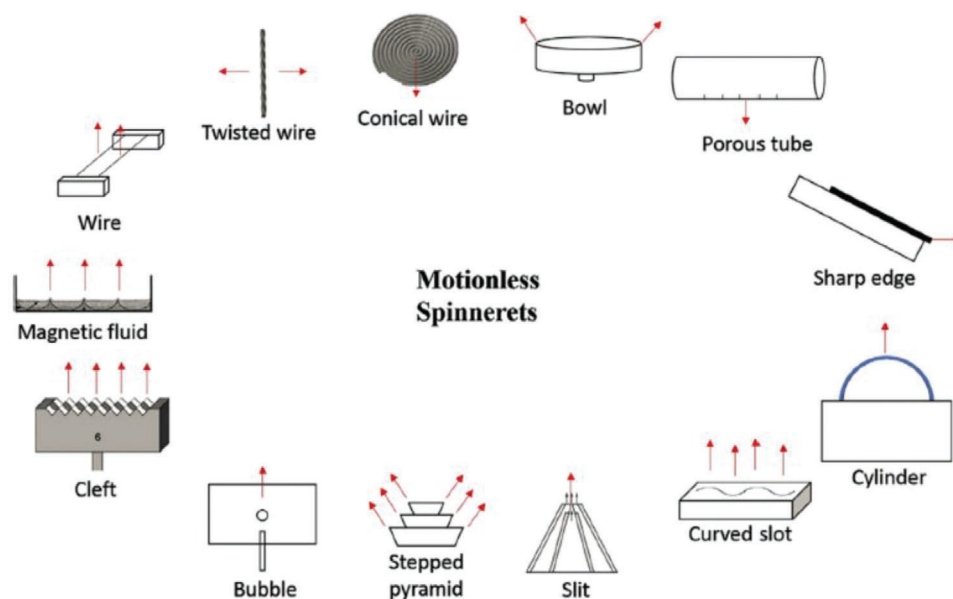 Twisted wire
Conical wire
Bowl
Porous tube
Wire
Sharp edge
Motionless
Spinnerets
Magnetic fluid
6
Cleft
Cylinder
Curved slot
Bubble
Stepped
pyramid
Slit